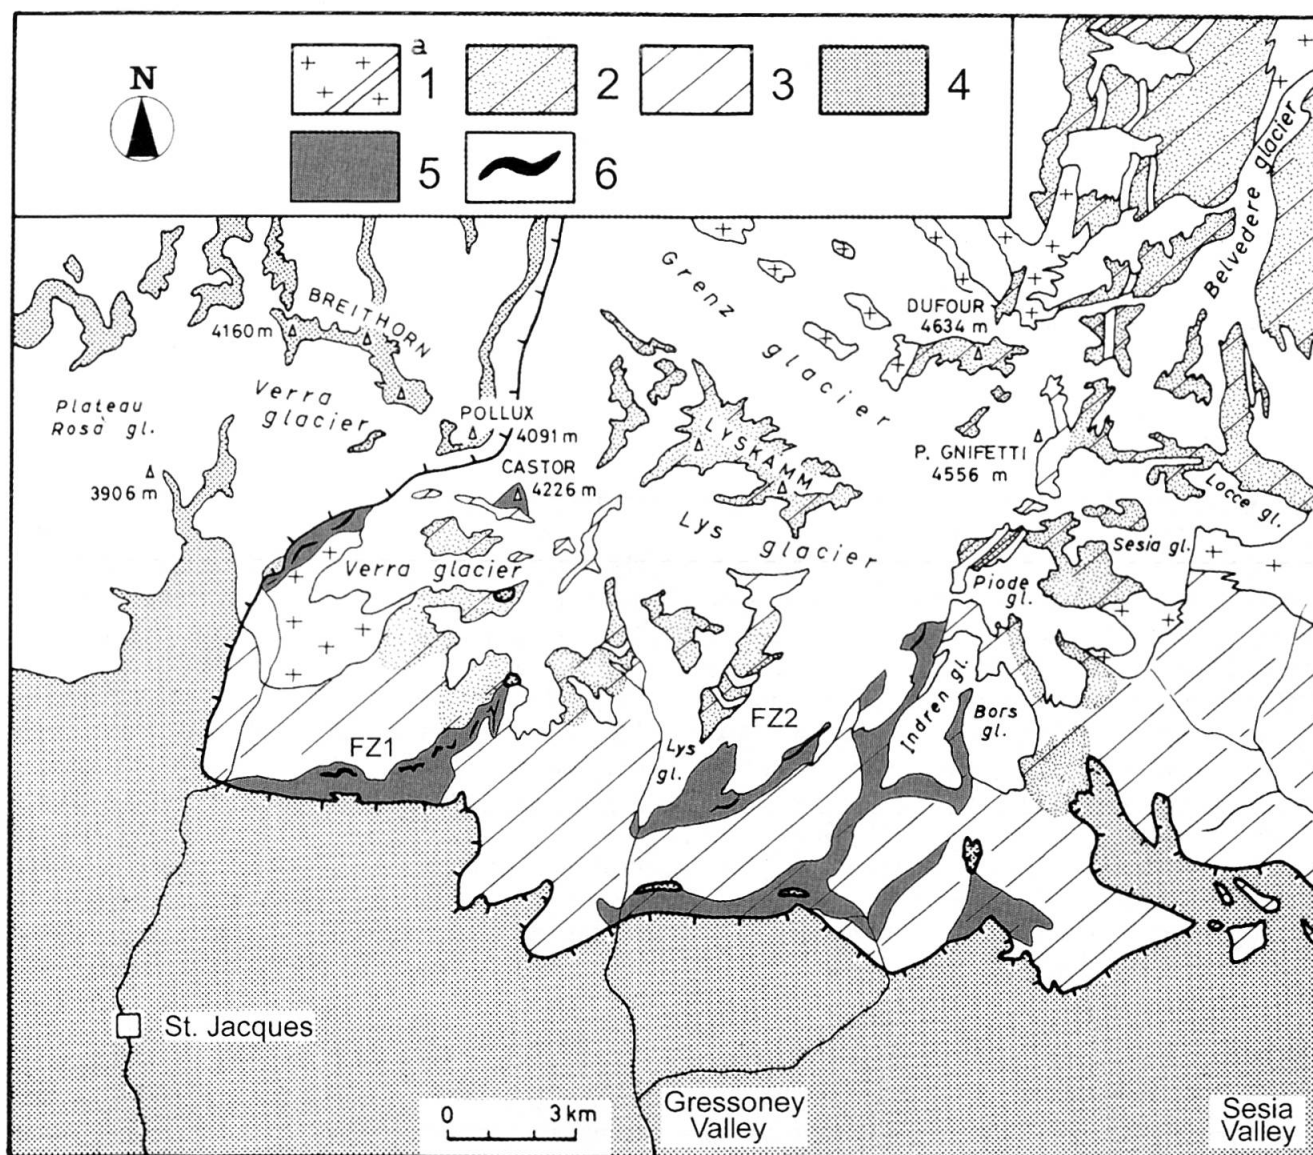 a
N
1
2
3
4
5
6
Belvedere glacier
Grenz
glacier
BREITHORN
4160 m
DUFOUR
4634 m
Verra
glacier
Plateau
Rosà gl.
POLLUX
4091 m
LYSKAMM
P. GNIFETTI
4556 m
CASTOR
4226 m
3906 m
Locce gl.
Lys glacier
Sesia gl.
Verra glacier
Piode
gl.
Indren gl.
Bors
gl.
FZ1
FZ2
Lys
gl.
St. Jacques
0 3 km
Gressoney
Valley
Sesia
Valley